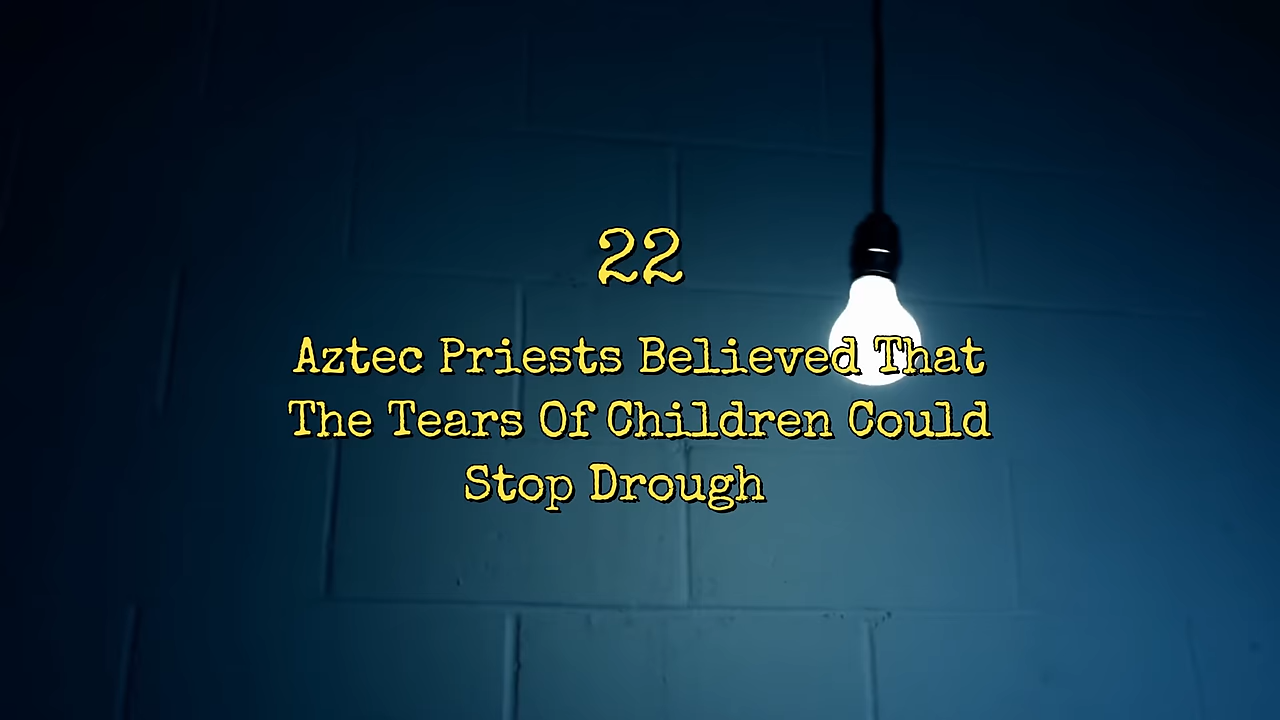 22
Aztec Priests Believed That
The Tears Of Children Could
Stop Drough